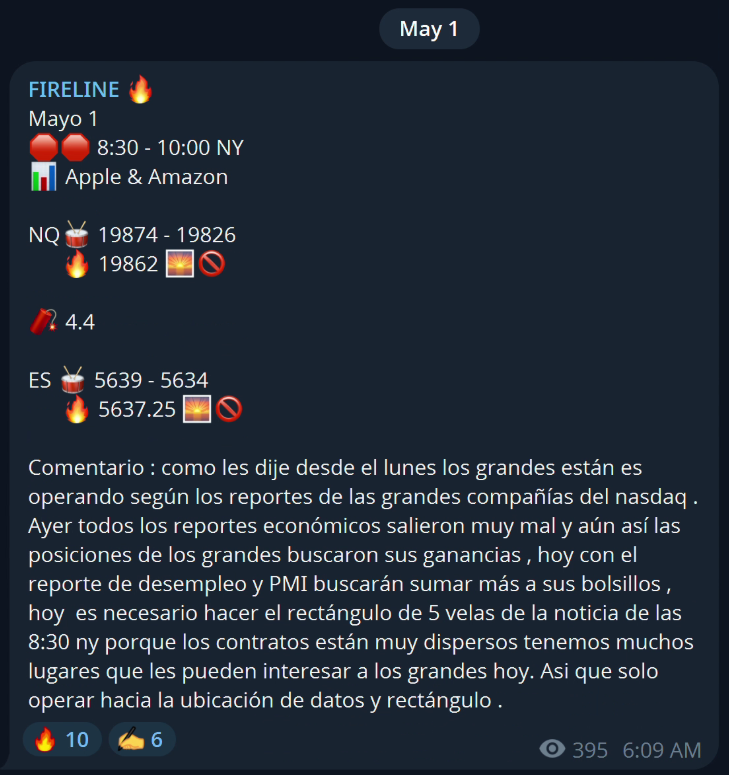 May 1
FIRELINE 🔥
Mayo 1
🛑🛑 8:30 - 10:00 NY
📊 Apple & Amazon
NQ 🥁 19874 - 19826
🔥 19862 🌅🚫
🧨 4.4
ES 🥁 5639 - 5634
🔥 5637.25 🌅🚫
Comentario : como les dije desde el lunes los grandes están es
operando según los reportes de las grandes compañías del nasdaq .
Ayer todos los reportes económicos salieron muy mal y aún así las
posiciones de los grandes buscaron sus ganancias , hoy con el
reporte de desempleo y PMI buscarán sumar más a sus bolsillos ,
hoy  es necesario hacer el rectángulo de 5 velas de la noticia de las
8:30 ny porque los contratos están muy dispersos tenemos muchos
lugares que les pueden interesar a los grandes hoy. Asi que solo
operar hacia la ubicación de datos y rectángulo .
🔥 10 ✍️ 6 395 6:09 AM